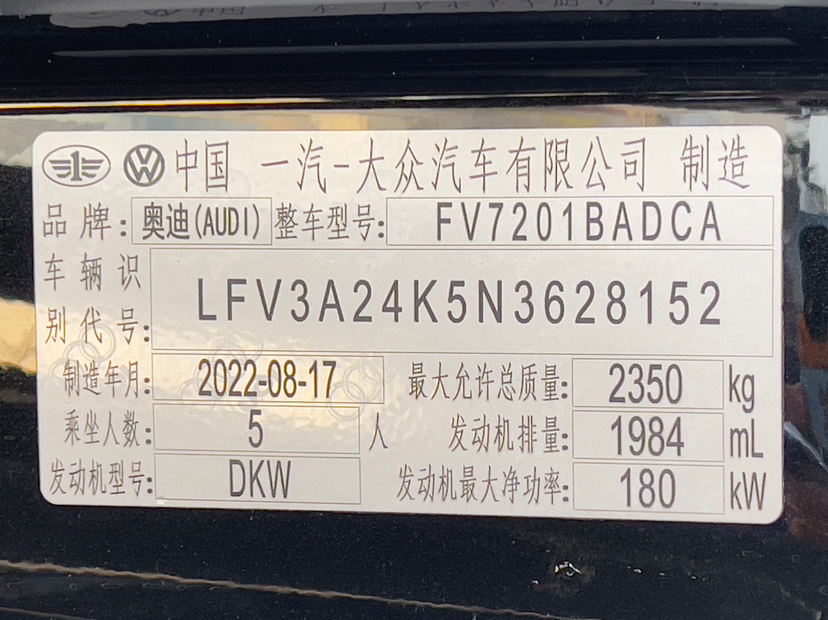 中国 一汽-大众汽车有限公司 制造
品牌: 奥迪(AUDI) 整车型号: FV7201BADCA
车辆识别代号: LFV3A24K5N3628152
制造年月: 2022-08-17 最大允许总质量: 2350 kg
乘坐人数: 5 人 发动机排量: 1984 mL
发动机型号: DKW 发动机最大净功率: 180 kW